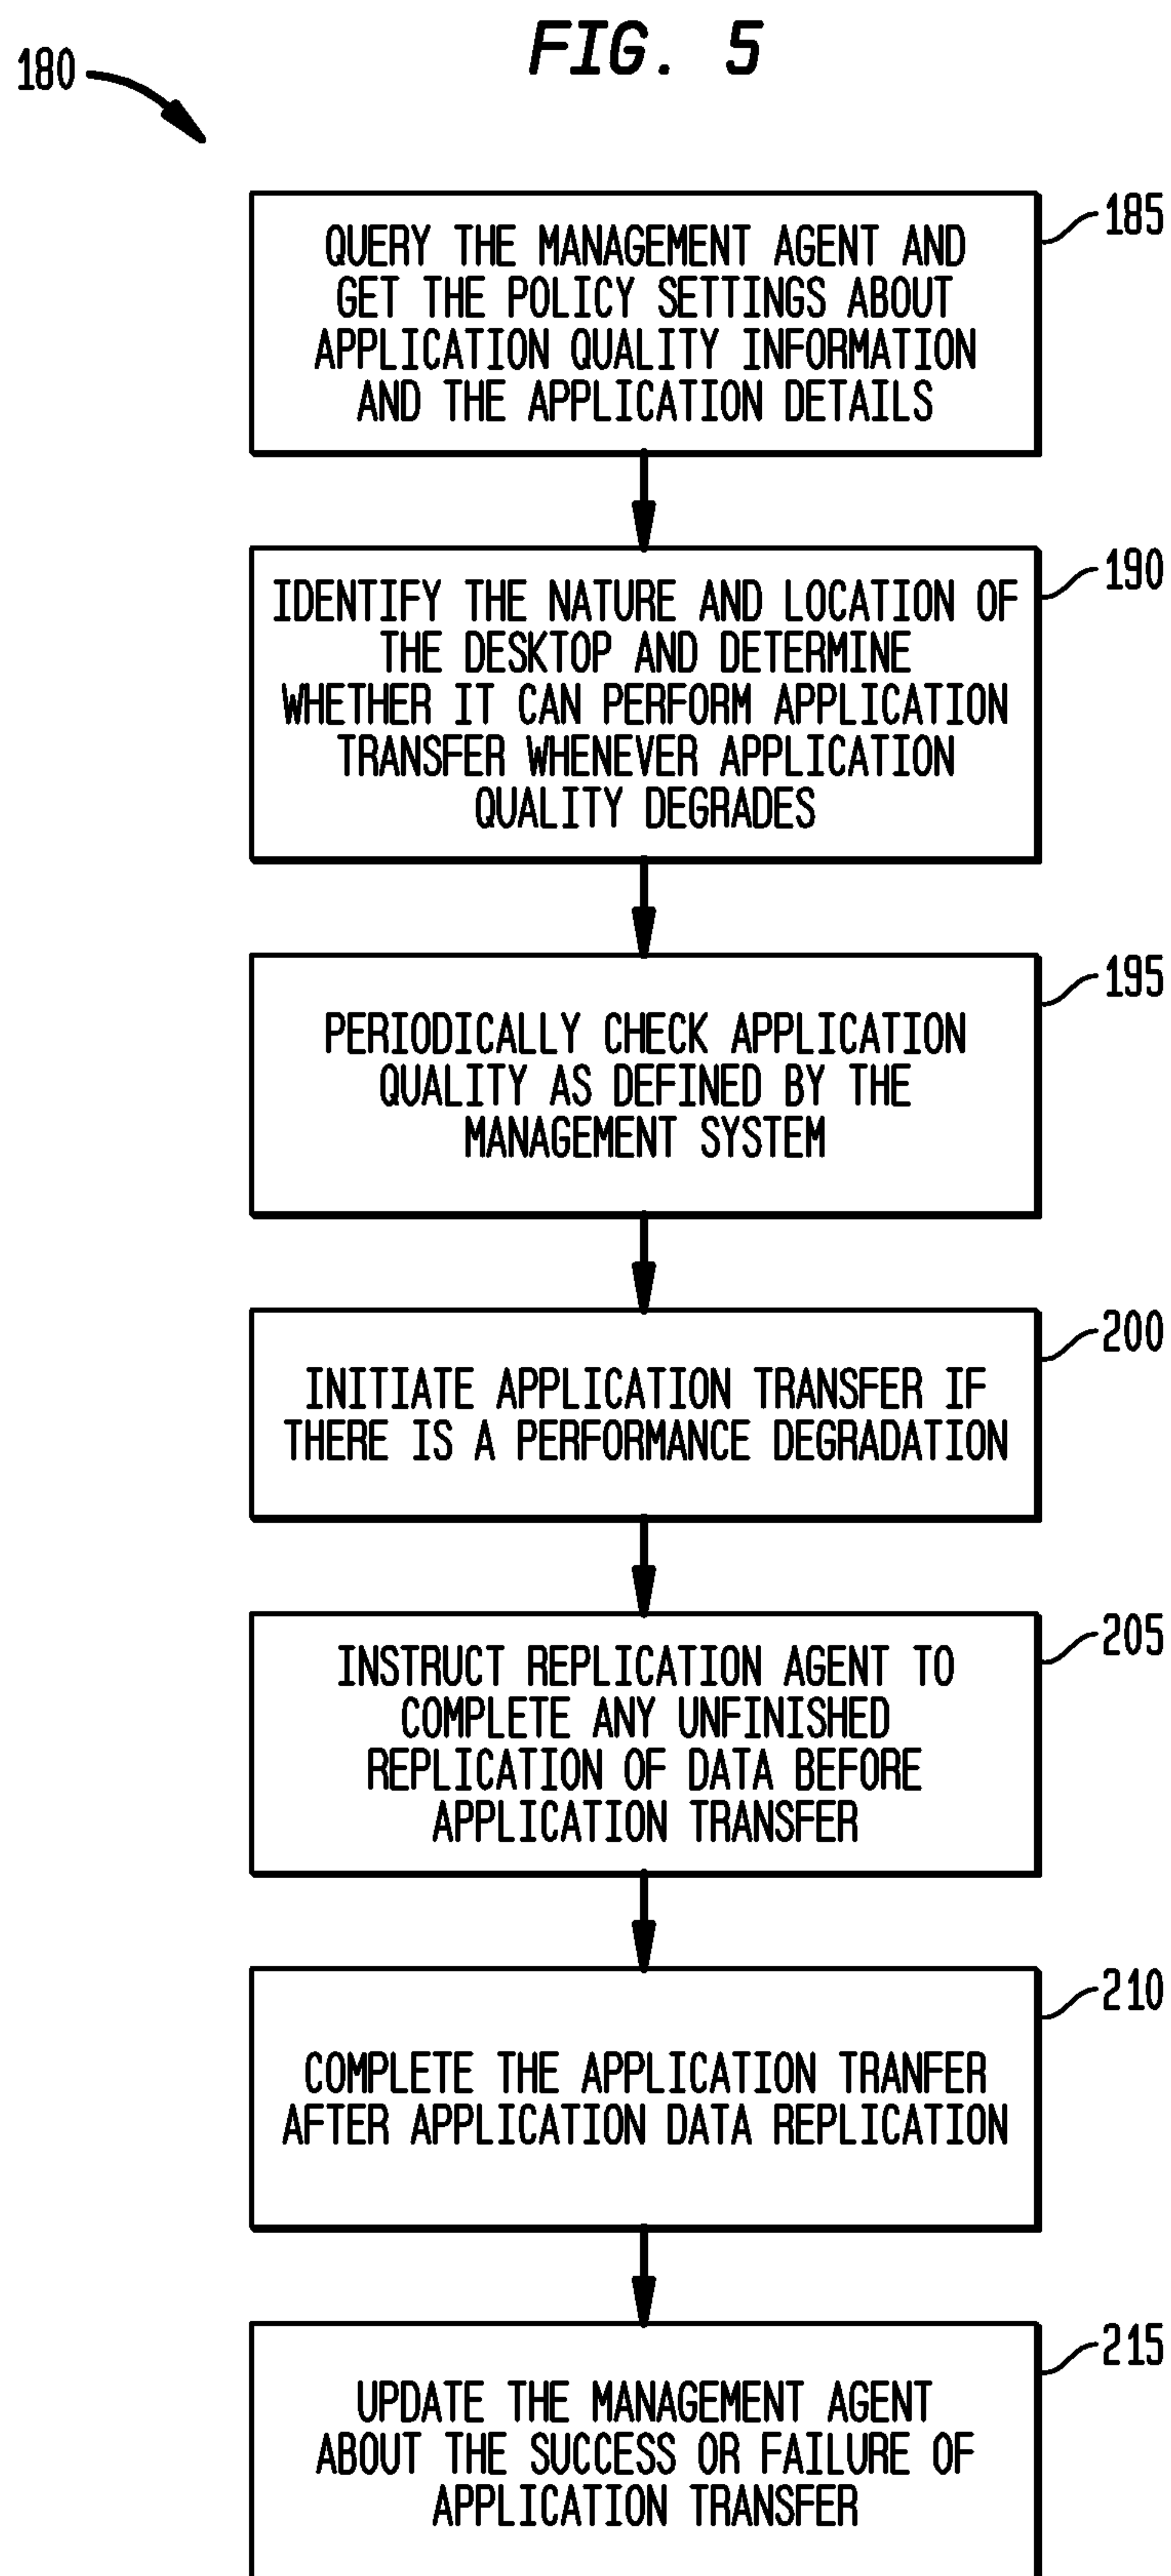 FIG. 5
180
185
QUERY THE MANAGEMENT AGENT AND
GET THE POLICY SETTINGS ABOUT
APPLICATION QUALITY INFORMATION
AND THE APPLICATION DETAILS
190
IDENTIFY THE NATURE AND LOCATION OF
THE DESKTOP AND DETERMINE
WHETHER IT CAN PERFORM APPLICATION
TRANSFER WHENEVER APPLICATION
QUALITY DEGRADES
195
PERIODICALLY CHECK APPLICATION
QUALITY AS DEFINED BY THE
MANAGEMENT SYSTEM
200
INITIATE APPLICATION TRANSFER IF
THERE IS A PERFORMANCE DEGRADATION
205
INSTRUCT REPLICATION AGENT TO
COMPLETE ANY UNFINISHED
REPLICATION OF DATA BEFORE
APPLICATION TRANSFER
210
COMPLETE THE APPLICATION TRANFER
AFTER APPLICATION DATA REPLICATION
215
UPDATE THE MANAGEMENT AGENT
ABOUT THE SUCCESS OR FAILURE OF
APPLICATION TRANSFER